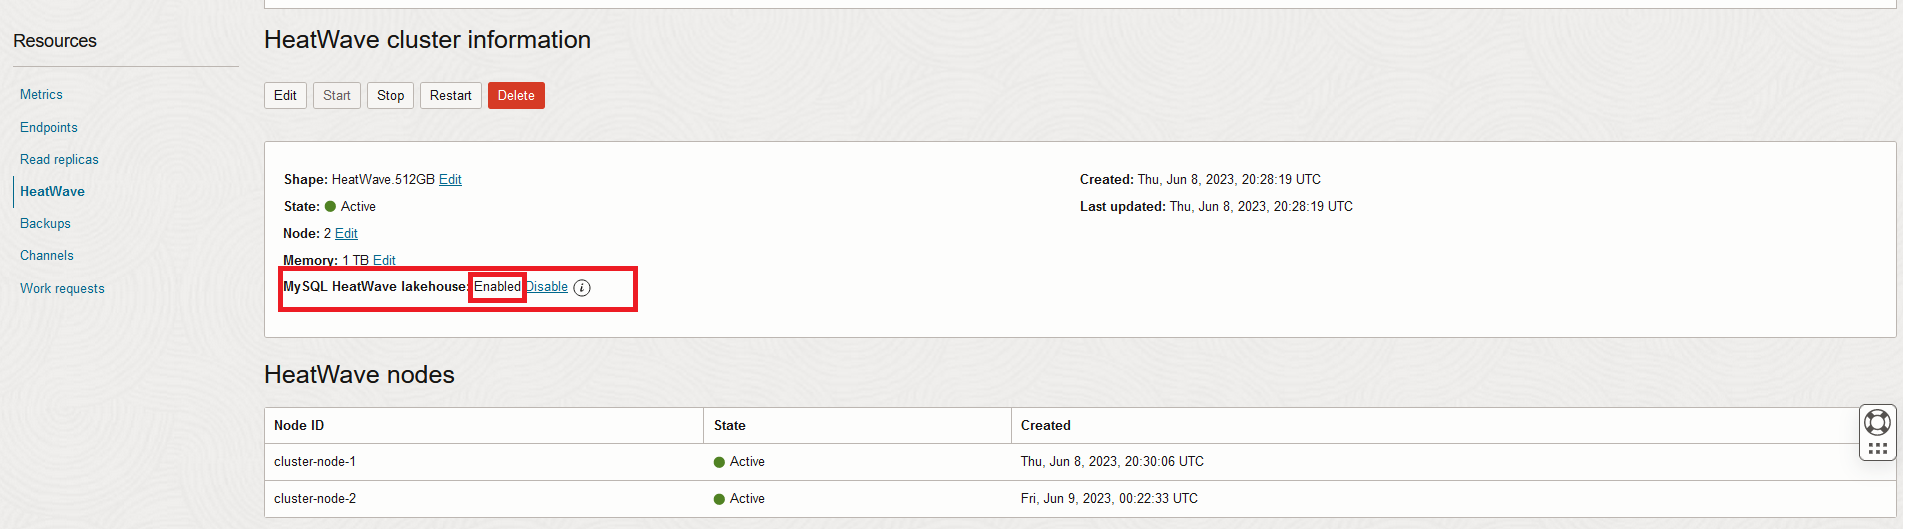 Resources
Metrics
Endpoints
Read replicas
HeatWave
Backups
Channels
Work requests
HeatWave cluster information
Edit Start Stop Restart Delete
Shape: HeatWave.512GB Edit
State: Active
Node: 2 Edit
Memory: 1 TB Edit
MySQL HeatWave lakehouse: Enabled Disable i
Created: Thu, Jun 8, 2023, 20:28:19 UTC
Last updated: Thu, Jun 8, 2023, 20:28:19 UTC
HeatWave nodes
Node ID State Created
cluster-node-1 Active Thu, Jun 8, 2023, 20:30:06 UTC
cluster-node-2 Active Fri, Jun 9, 2023, 00:22:33 UTC